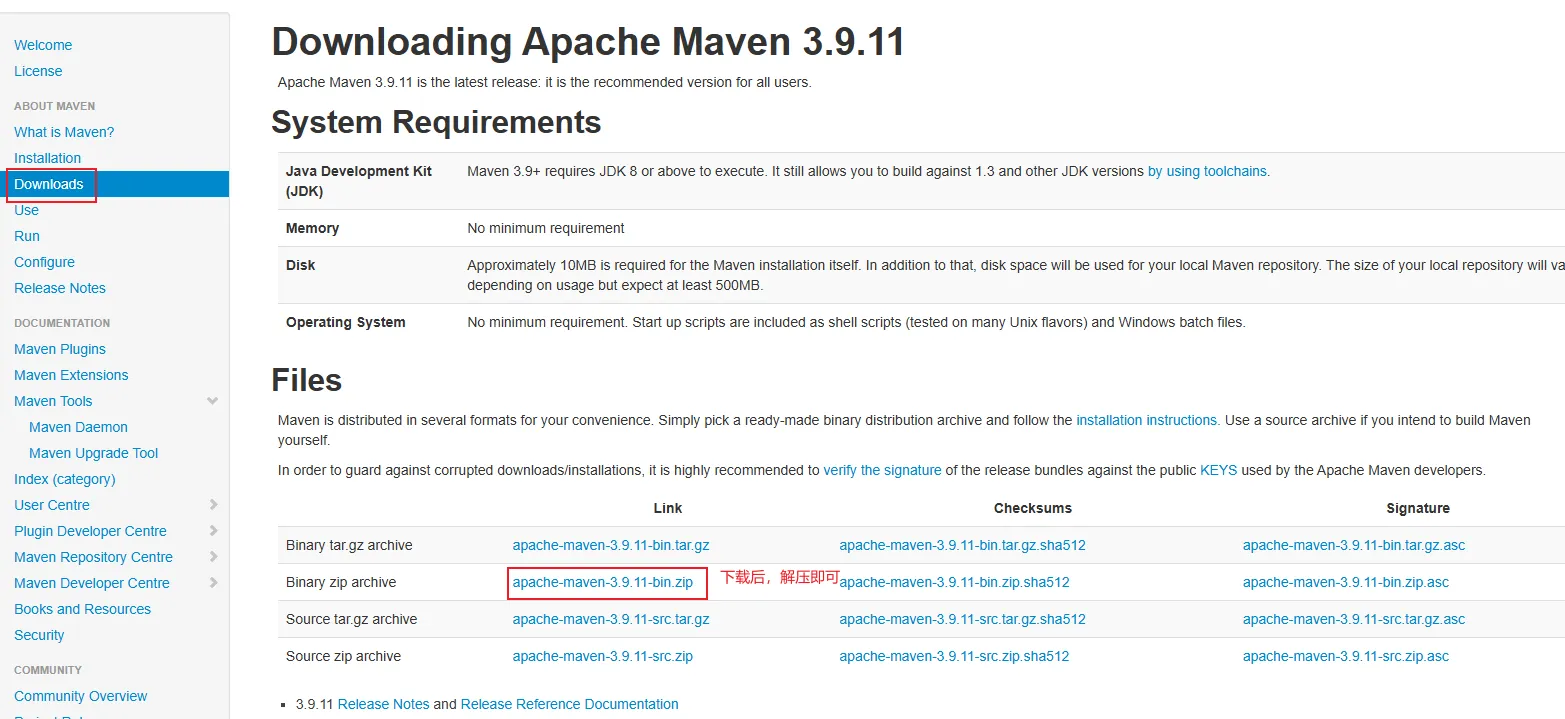 Welcome
License
ABOUT MAVEN
What is Maven?
Installation
Downloads
Use
Run
Configure
Release Notes
DOCUMENTATION
Maven Plugins
Maven Extensions
Maven Tools
Maven Daemon
Maven Upgrade Tool
Index (category)
User Centre
Plugin Developer Centre
Maven Repository Centre
Maven Developer Centre
Books and Resources
Security
COMMUNITY
Community Overview
Downloading Apache Maven 3.9.11
Apache Maven 3.9.11 is the latest release: it is the recommended version for all users.
System Requirements
Java Development Kit (JDK) Maven 3.9+ requires JDK 8 or above to execute. It still allows you to build against 1.3 and other JDK versions by using toolchains.
Memory No minimum requirement
Disk Approximately 10MB is required for the Maven installation itself. In addition to that, disk space will be used for your local Maven repository. The size of your local repository will va
depending on usage but expect at least 500MB.
Operating System No minimum requirement. Start up scripts are included as shell scripts (tested on many Unix flavors) and Windows batch files.
Files
Maven is distributed in several formats for your convenience. Simply pick a ready-made binary distribution archive and follow the installation instructions. Use a source archive if you intend to build Maven
yourself.
In order to guard against corrupted downloads/installations, it is highly recommended to verify the signature of the release bundles against the public KEYS used by the Apache Maven developers.
Link Checksums Signature
Binary tar.gz archive apache-maven-3.9.11-bin.tar.gz apache-maven-3.9.11-bin.tar.gz.sha512 apache-maven-3.9.11-bin.tar.gz.asc
Binary zip archive apache-maven-3.9.11-bin.zip 下载后，解压即可 apache-maven-3.9.11-bin.zip.sha512 apache-maven-3.9.11-bin.zip.asc
Source tar.gz archive apache-maven-3.9.11-src.tar.gz apache-maven-3.9.11-src.tar.gz.sha512 apache-maven-3.9.11-src.tar.gz.asc
Source zip archive apache-maven-3.9.11-src.zip apache-maven-3.9.11-src.zip.sha512 apache-maven-3.9.11-src.zip.asc
▪ 3.9.11 Release Notes and Release Reference Documentation